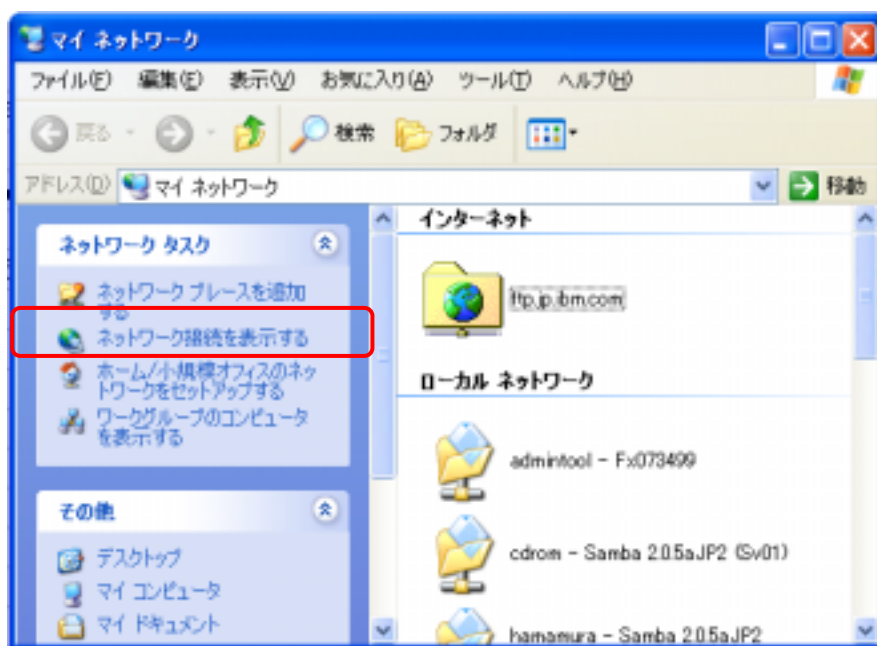 マイ ネットワーク
ファイル(F) 編集(E) 表示(V) お気に入り(A) ツール(T) ヘルプ(H)
戻る 検索 フォルダ
アドレス(D) マイ ネットワーク 移動
ネットワーク タスク
ネットワーク プレースを追加
する
ネットワーク接続を表示する
ホーム/小規模オフィスのネッ
トワークをセットアップする
ワークグループのコンピュータ
を表示する
その他
デスクトップ
マイ コンピュータ
マイ ドキュメント
インターネット
ftp.jp.ibm.com
ローカル ネットワーク
admintool - Fx073499
cdrom - Samba 2.0.5aJP2 (Sv01)
hamamura - Samba 2.0.5aJP2